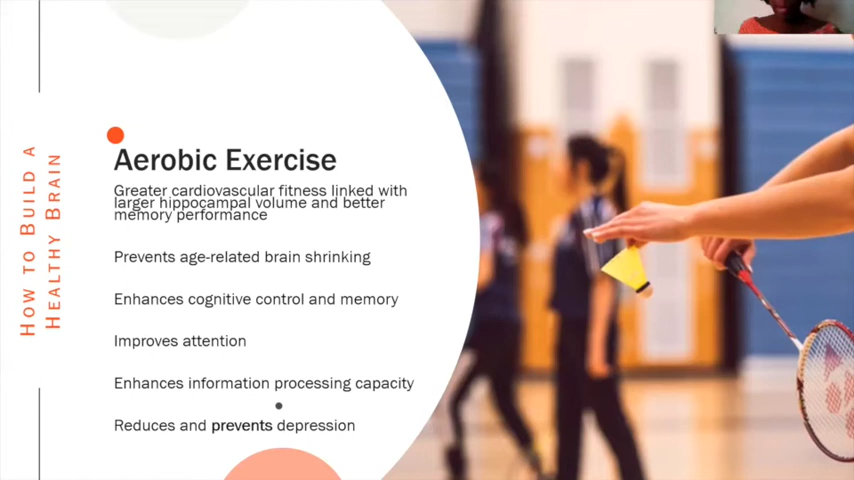 How to Build a
Healthy Brain
Aerobic Exercise
Greater cardiovascular fitness linked with
larger hippocampal volume and better
memory performance
Prevents age-related brain shrinking
Enhances cognitive control and memory
Improves attention
Enhances information processing capacity
Reduces and prevents depression